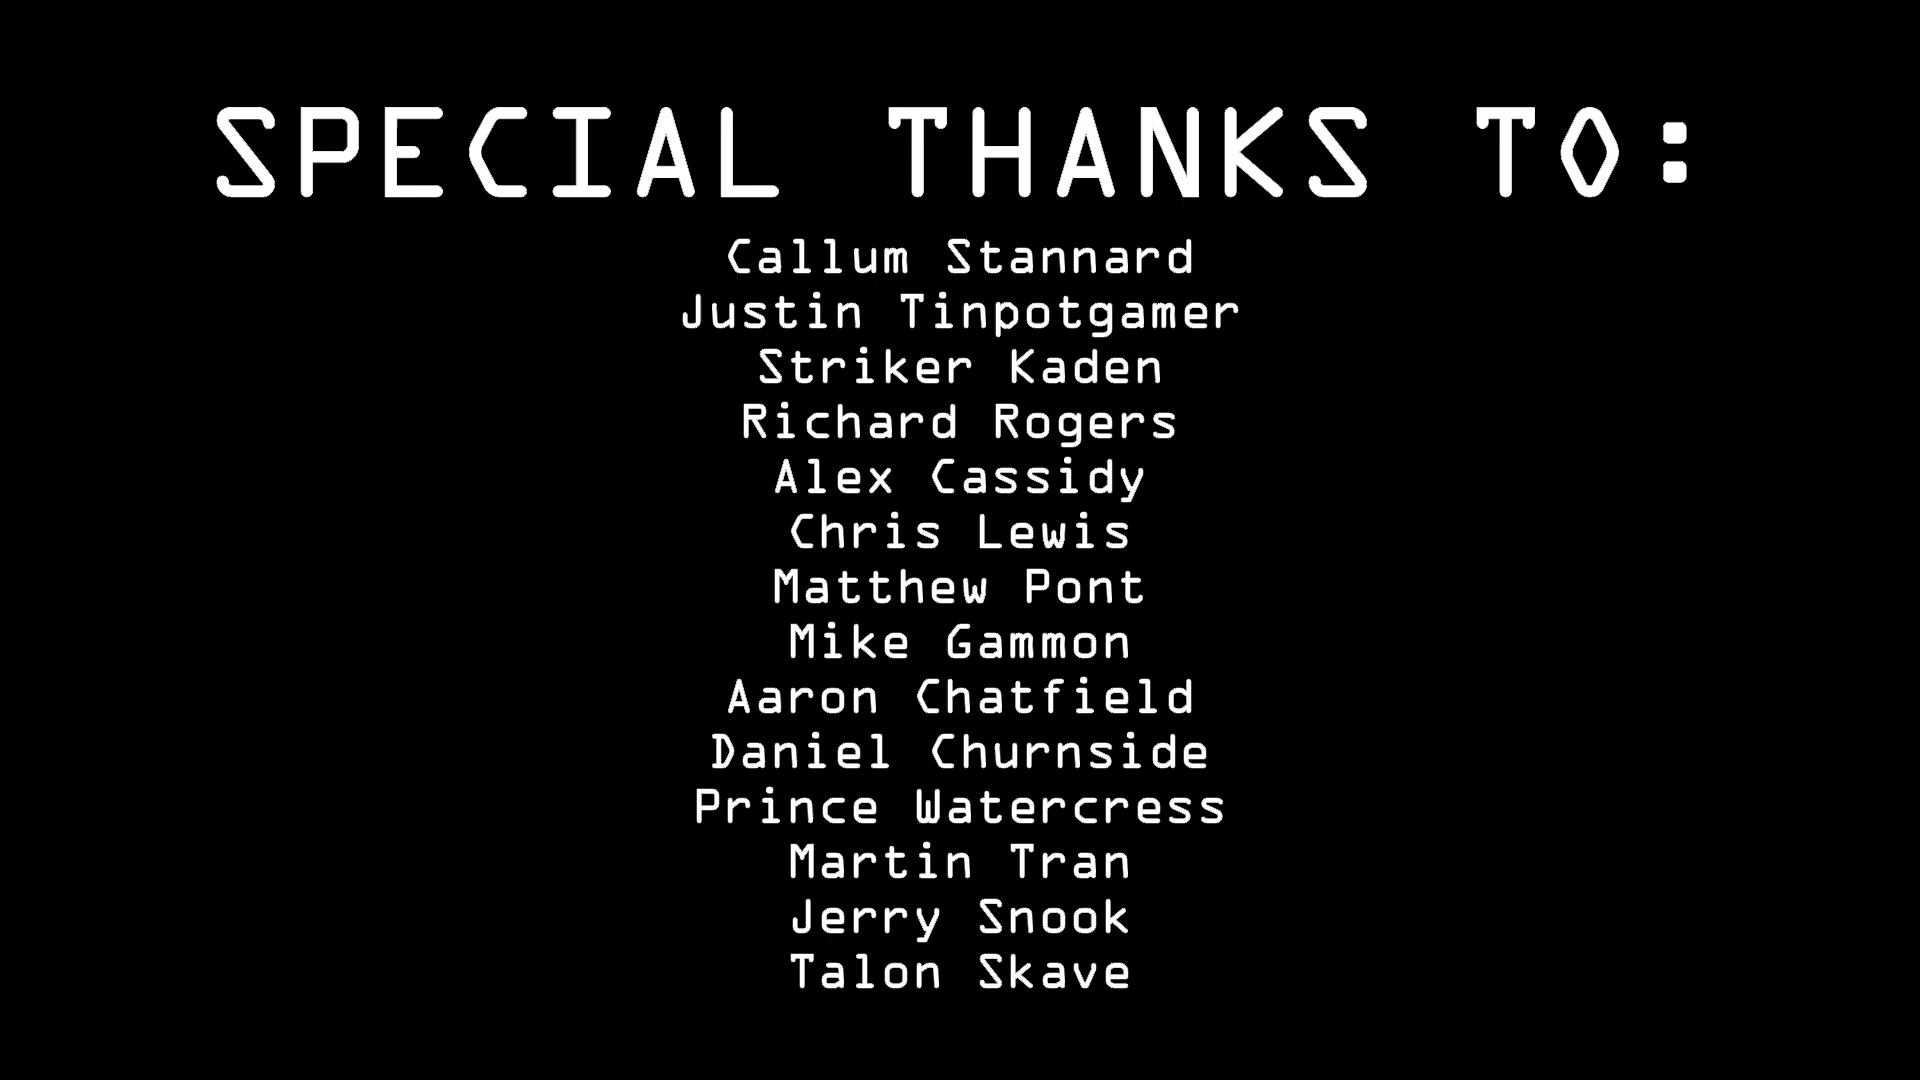 SPECIAL THANKS TO:
Callum Stannard
Justin Tinpotgamer
Striker Kaden
Richard Rogers
Alex Cassidy
Chris Lewis
Matthew Pont
Mike Gammon
Aaron Chatfield
Daniel Churnside
Prince Watercress
Martin Tran
Jerry Snook
Talon Skave